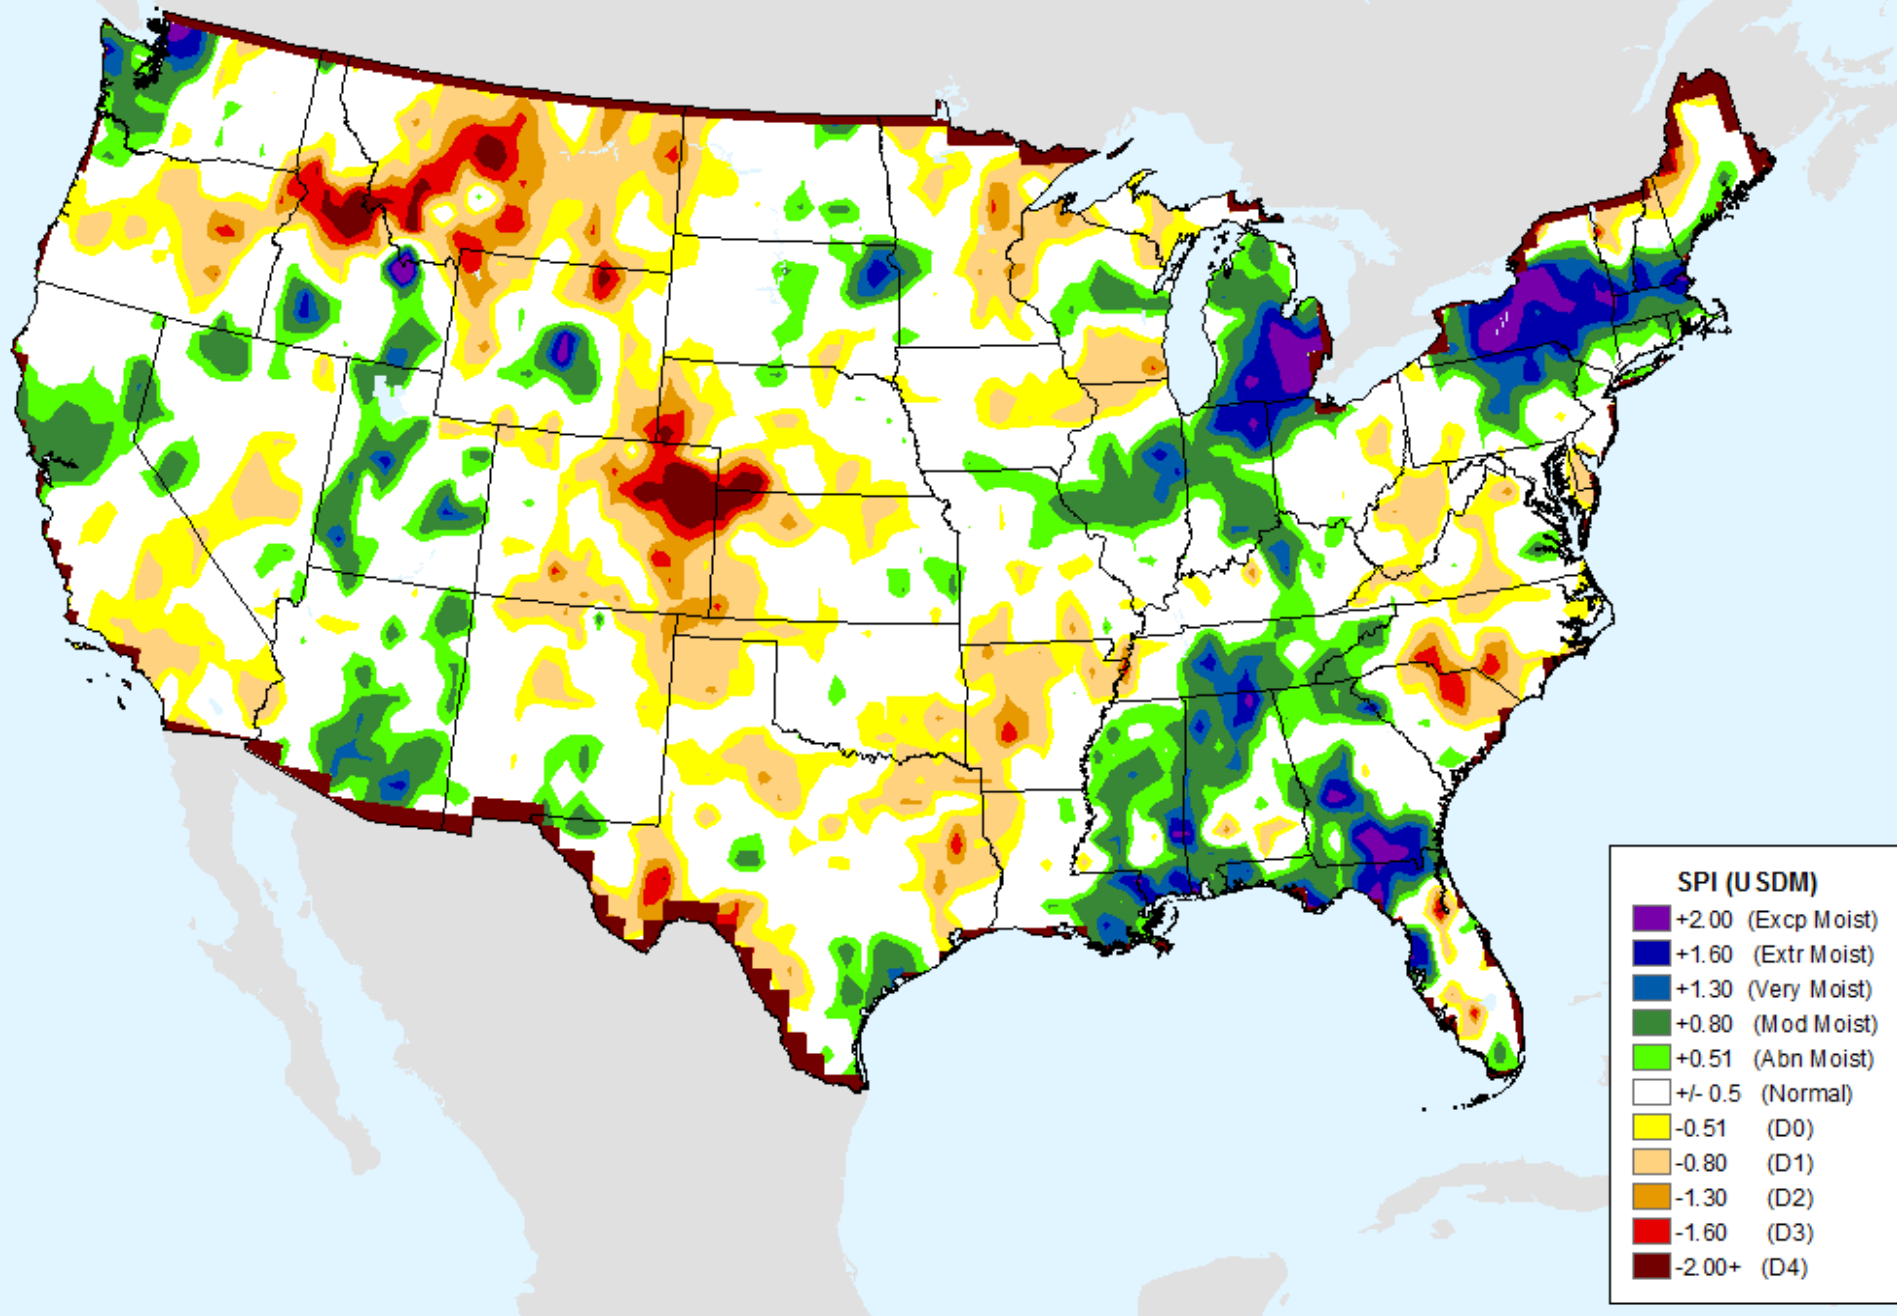 SPI (USDM)
+2.00 (Excp Moist)
+1.60 (Extr Moist)
+1.30 (Very Moist)
+0.80 (Mod Moist)
+0.51 (Abn Moist)
+/- 0.5 (Normal)
-0.51 (D0)
-0.80 (D1)
-1.30 (D2)
-1.60 (D3)
-2.00+ (D4)